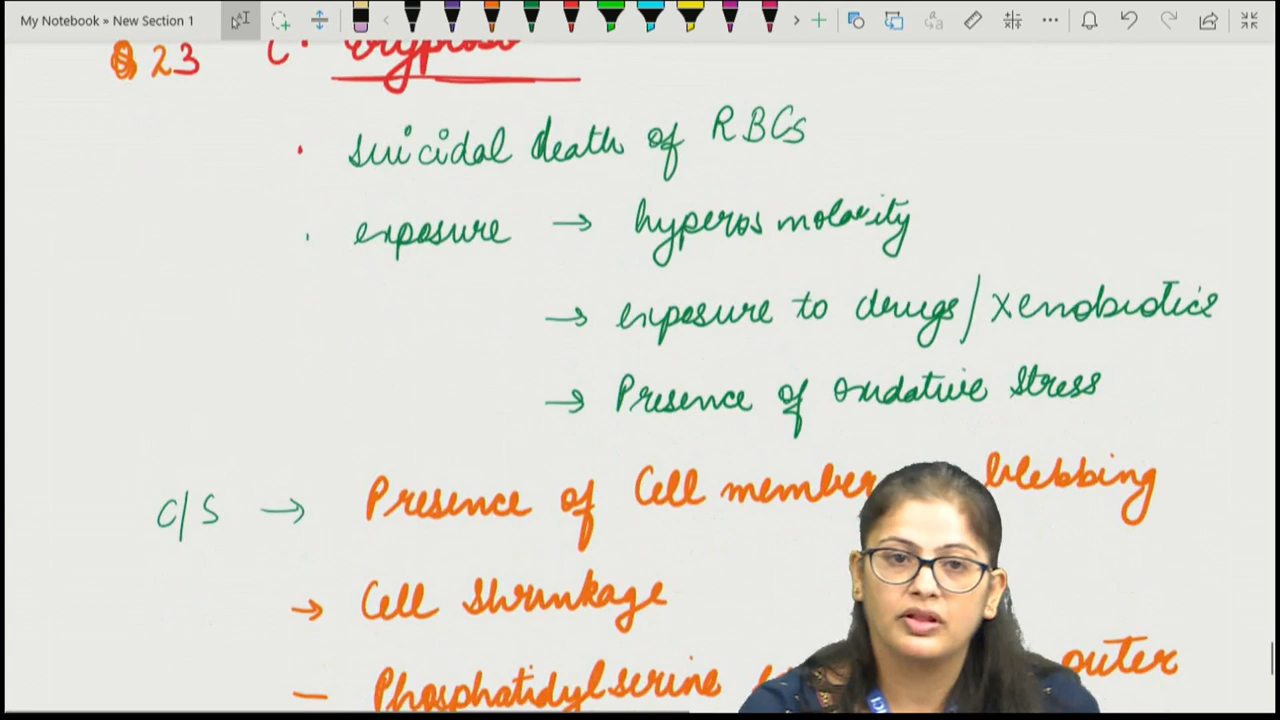 My Notebook » New Section 1
Q 23 C.
• suicidal death of RBCs
• exposure → hyperosmolarity
→ exposure to drugs/xenobiotics
→ Presence of oxidative stress
C/S → Presence of Cell blebbing
→ Cell shrinkage
— Phosphatidylserine outer